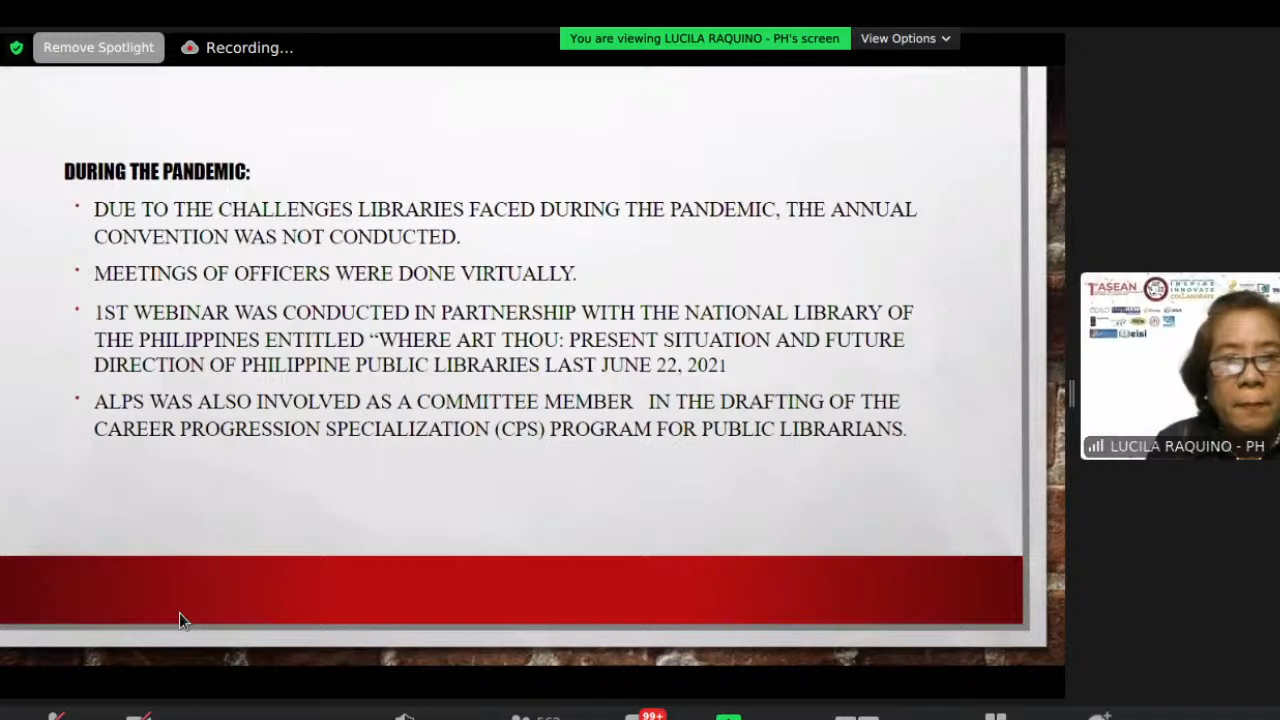 You are viewing LUCILA RAQUINO - PH's screen
View Options
Remove Spotlight
Recording...
DURING THE PANDEMIC:
DUE TO THE CHALLENGES LIBRARIES FACED DURING THE PANDEMIC, THE ANNUAL
CONVENTION WAS NOT CONDUCTED.
MEETINGS OF OFFICERS WERE DONE VIRTUALLY.
1ST WEBINAR WAS CONDUCTED IN PARTNERSHIP WITH THE NATIONAL LIBRARY OF
THE PHILIPPINES ENTITLED “WHERE ART THOU: PRESENT SITUATION AND FUTURE
DIRECTION OF PHILIPPINE PUBLIC LIBRARIES LAST JUNE 22, 2021
ALPS WAS ALSO INVOLVED AS A COMMITTEE MEMBER IN THE DRAFTING OF THE
CAREER PROGRESSION SPECIALIZATION (CPS) PROGRAM FOR PUBLIC LIBRARIANS.
ASEAN
INSPIRE
INNOVATE
COLLABORATE
LUCILA RAQUINO - PH
99+